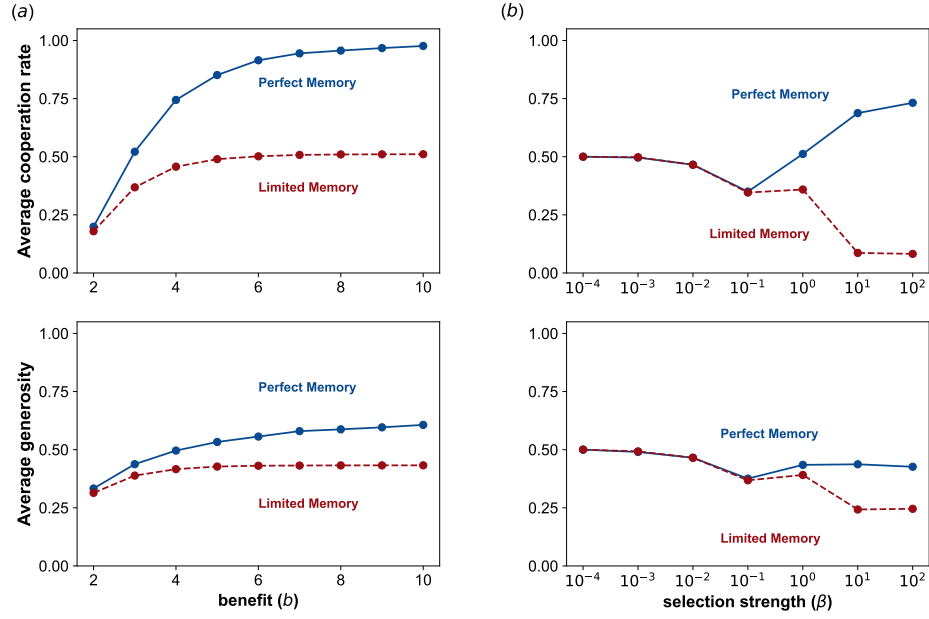 (a)
Average cooperation rate
1.00
0.75
0.50
0.25
0.00
Perfect Memory
Limited Memory
2 4 6 8 10
(b)
1.00
0.75
0.50
0.25
0.00
Perfect Memory
Limited Memory
10⁻⁴ 10⁻³ 10⁻² 10⁻¹ 10⁰ 10¹ 10²
Average generosity
1.00
0.75
0.50
0.25
0.00
Perfect Memory
Limited Memory
2 4 6 8 10
benefit (b)
1.00
0.75
0.50
0.25
0.00
Perfect Memory
Limited Memory
10⁻⁴ 10⁻³ 10⁻² 10⁻¹ 10⁰ 10¹ 10²
selection strength (β)